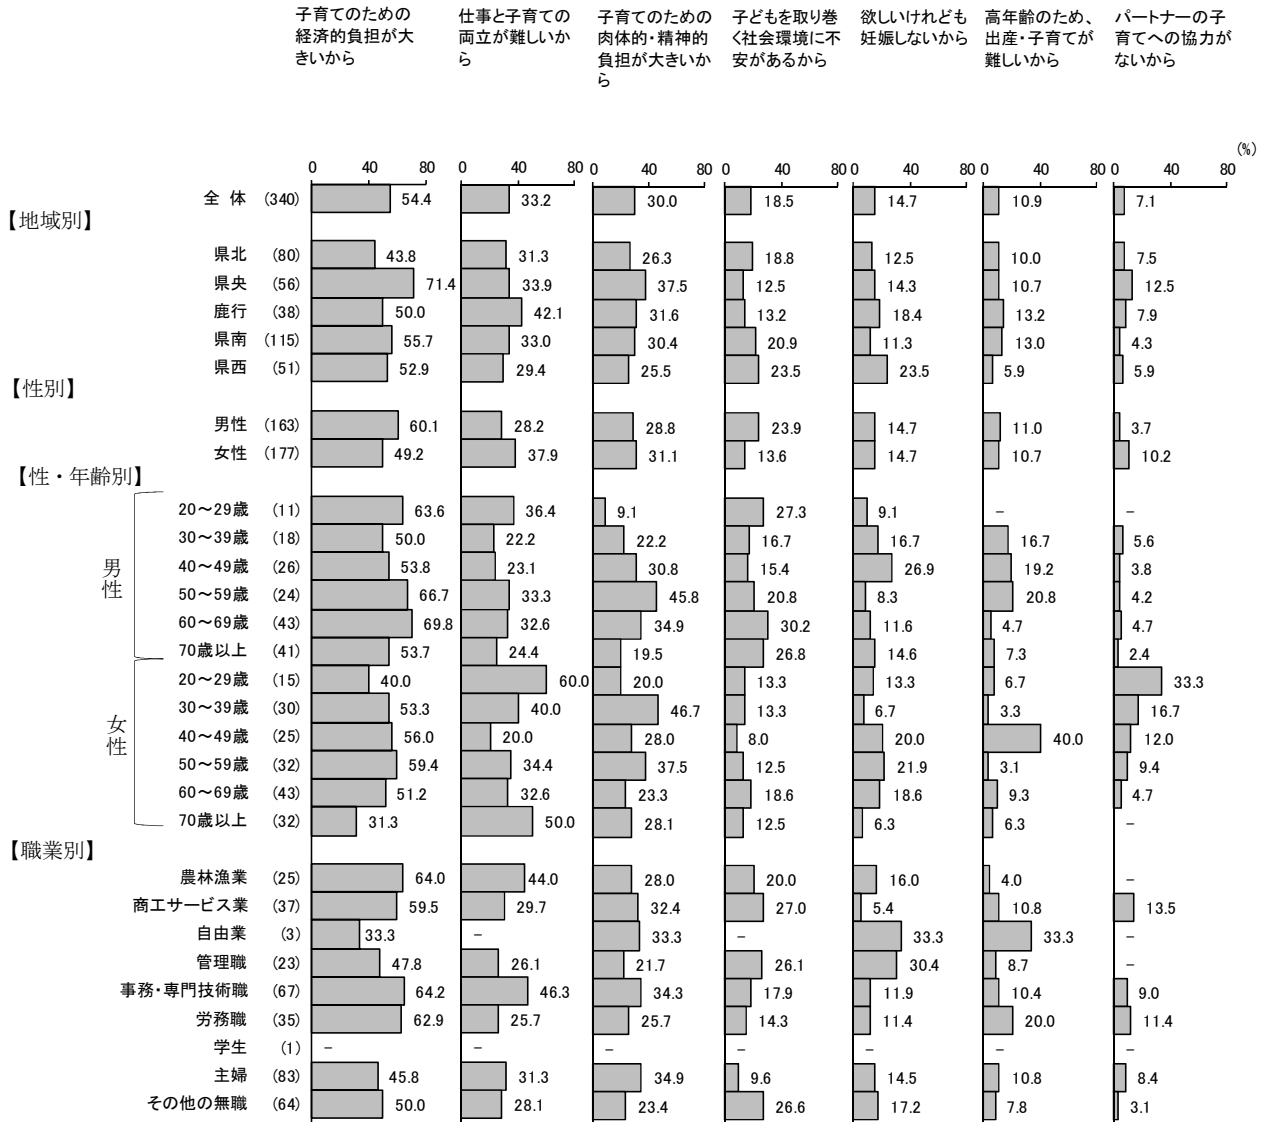 子育てのための
経済的負担が大
きいから
仕事と子育ての
両立が難しいか
ら
子育てのための
肉体的・精神的
負担が大きいか
ら
子どもを取り巻
く社会環境に不
安があるから
欲しいけれども
妊娠しないから
高年齢のため、
出産・子育てが
難しいから
パートナーの子
育てへの協力が
ないから
(%)
0 40 80 0 40 80 0 40 80 0 40 80 0 40 80 0 40 80 0 40 80
全 体 (340) 54.4 33.2 30.0 18.5 14.7 10.9 7.1
【地域別】
県北 (80) 43.8 31.3 26.3 18.8 12.5 10.0 7.5
県央 (56) 71.4 33.9 37.5 12.5 14.3 10.7 12.5
鹿行 (38) 50.0 42.1 31.6 13.2 18.4 13.2 7.9
県南 (115) 55.7 33.0 30.4 20.9 11.3 13.0 4.3
県西 (51) 52.9 29.4 25.5 23.5 23.5 5.9 5.9
【性別】
男性 (163) 60.1 28.2 28.8 23.9 14.7 11.0 3.7
女性 (177) 49.2 37.9 31.1 13.6 14.7 10.7 10.2
【性・年齢別】
男性
20～29歳 (11) 63.6 36.4 9.1 27.3 9.1 － －
30～39歳 (18) 50.0 22.2 22.2 16.7 16.7 16.7 5.6
40～49歳 (26) 53.8 23.1 30.8 15.4 26.9 19.2 3.8
50～59歳 (24) 66.7 33.3 45.8 20.8 8.3 20.8 4.2
60～69歳 (43) 69.8 32.6 34.9 30.2 11.6 4.7 4.7
70歳以上 (41) 53.7 24.4 19.5 26.8 14.6 7.3 2.4
女性
20～29歳 (15) 40.0 60.0 20.0 13.3 13.3 6.7 33.3
30～39歳 (30) 53.3 40.0 46.7 13.3 6.7 3.3 16.7
40～49歳 (25) 56.0 20.0 28.0 8.0 20.0 40.0 12.0
50～59歳 (32) 59.4 34.4 37.5 12.5 21.9 3.1 9.4
60～69歳 (43) 51.2 32.6 23.3 18.6 18.6 9.3 4.7
70歳以上 (32) 31.3 50.0 28.1 12.5 6.3 6.3 －
【職業別】
農林漁業 (25) 64.0 44.0 28.0 20.0 16.0 4.0 －
商工サービス業 (37) 59.5 29.7 32.4 27.0 5.4 10.8 13.5
自由業 (3) 33.3 － 33.3 － 33.3 33.3 －
管理職 (23) 47.8 26.1 21.7 26.1 30.4 8.7 －
事務・専門技術職 (67) 64.2 46.3 34.3 17.9 11.9 10.4 9.0
労務職 (35) 62.9 25.7 25.7 14.3 11.4 20.0 11.4
学生 (1) － － － － － － －
主婦 (83) 45.8 31.3 34.9 9.6 14.5 10.8 8.4
その他の無職 (64) 50.0 28.1 23.4 26.6 17.2 7.8 3.1